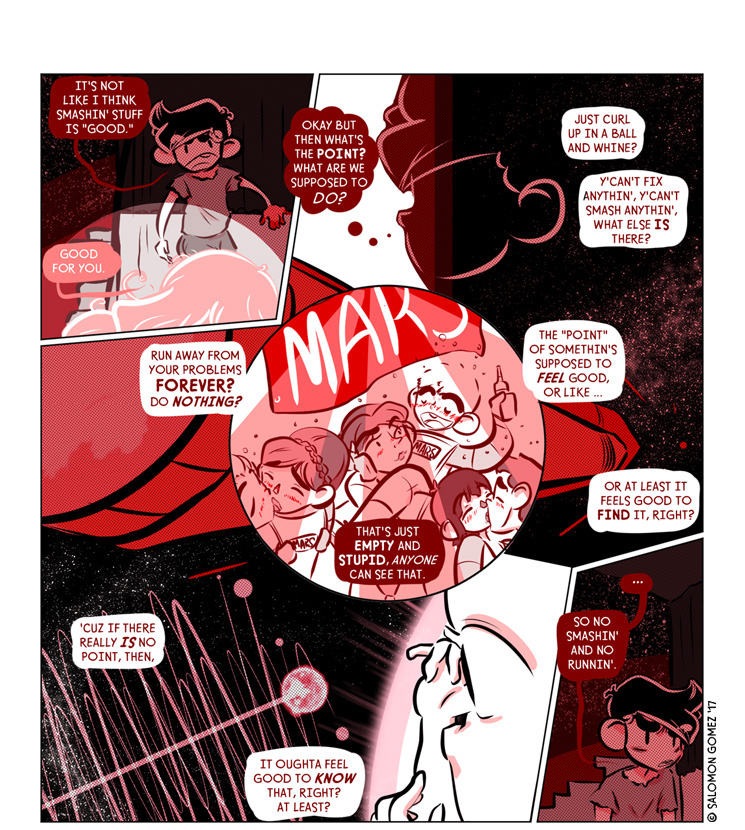 IT'S NOT
LIKE I THINK
SMASHIN' STUFF
IS "GOOD."
GOOD
FOR YOU.
OKAY BUT
THEN WHAT'S
THE POINT?
WHAT ARE WE
SUPPOSED TO
DO?
JUST CURL
UP IN A BALL
AND WHINE?
Y'CAN'T FIX
ANYTHIN', Y'CAN'T
SMASH ANYTHIN',
WHAT ELSE IS
THERE?
RUN AWAY FROM
YOUR PROBLEMS
FOREVER?
DO NOTHING?
MARS
MARS
MARS
THAT'S JUST
EMPTY AND
STUPID, ANYONE
CAN SEE THAT.
THE "POINT"
OF SOMETHIN'S
SUPPOSED TO
FEEL GOOD,
OR LIKE ...
OR AT LEAST IT
FEELS GOOD TO
FIND IT, RIGHT?
'CUZ IF THERE
REALLY IS NO
POINT, THEN,
IT OUGHTA FEEL
GOOD TO KNOW
THAT, RIGHT?
AT LEAST?
...
SO NO
SMASHIN'
AND NO
RUNNIN'.
© SALOMON GOMEZ '17